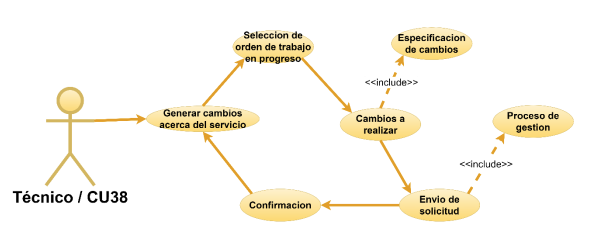 Seleccion de
orden de trabajo
en progreso
Especificacion
de cambios
<<include>>
Generar cambios
acerca del servicio
Cambios a
realizar
Proceso de
gestion
<<include>>
Técnico / CU38
Confirmacion
Envio de
solicitud